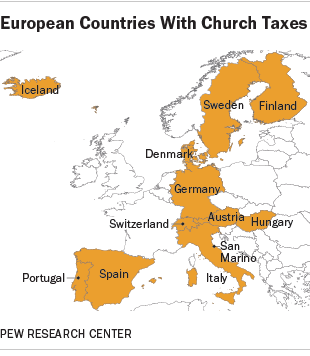 European Countries With Church Taxes
Iceland
Sweden
Finland
Denmark
Germany
Switzerland
Austria
Hungary
San
Marino
Portugal
Spain
Italy
PEW RESEARCH CENTER